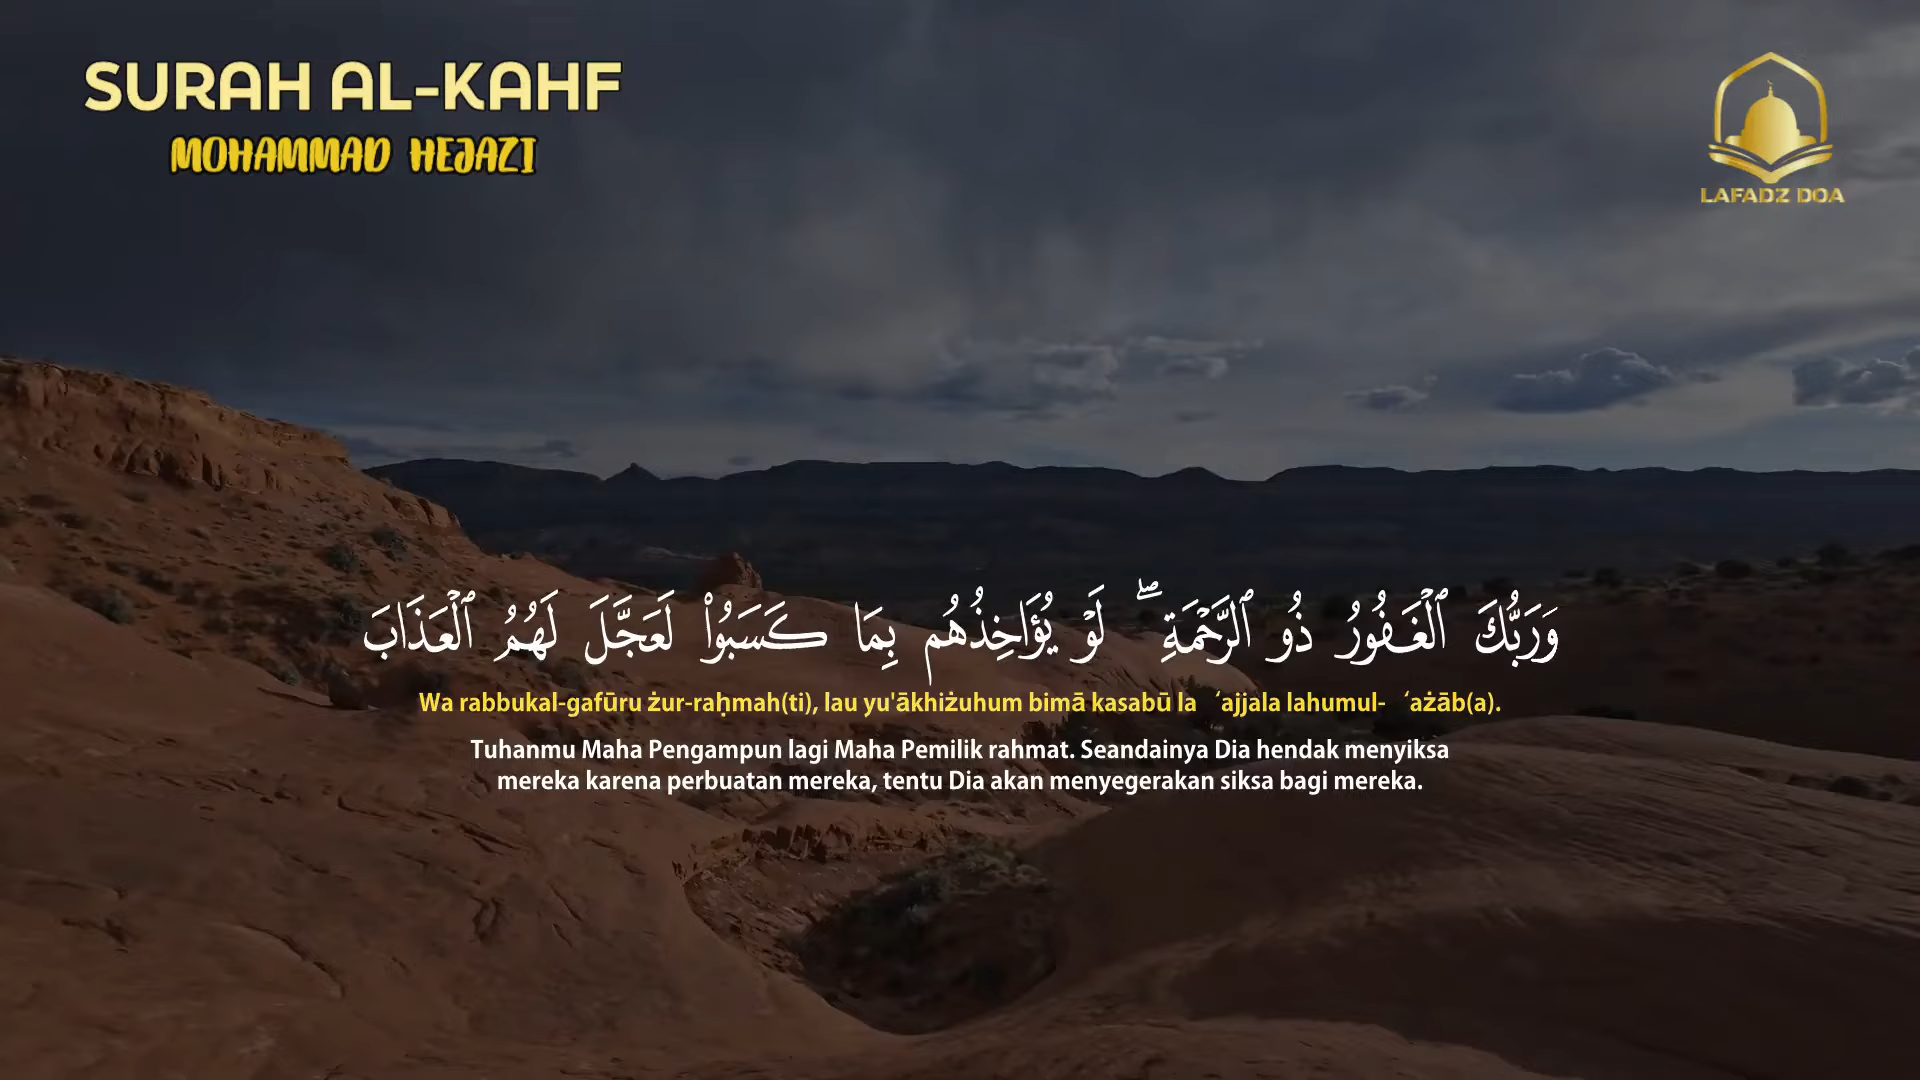 SURAH AL-KAHF
MOHAMMAD HEJAZI
LAFADZ DOA
وَرَبُّكَ ٱلْغَفُورُ ذُو ٱلرَّحْمَةِ ۖ لَوْ يُؤَاخِذُهُم بِمَا كَسَبُوا۟ لَعَجَّلَ لَهُمُ ٱلْعَذَابَ
Wa rabbukal-gafūru żur-raḥmah(ti), lau yu'ākhiżuhum bimā kasabū la ‘ajjala lahumul- ‘ażāb(a).
Tuhanmu Maha Pengampun lagi Maha Pemilik rahmat. Seandainya Dia hendak menyiksa
mereka karena perbuatan mereka, tentu Dia akan menyegerakan siksa bagi mereka.